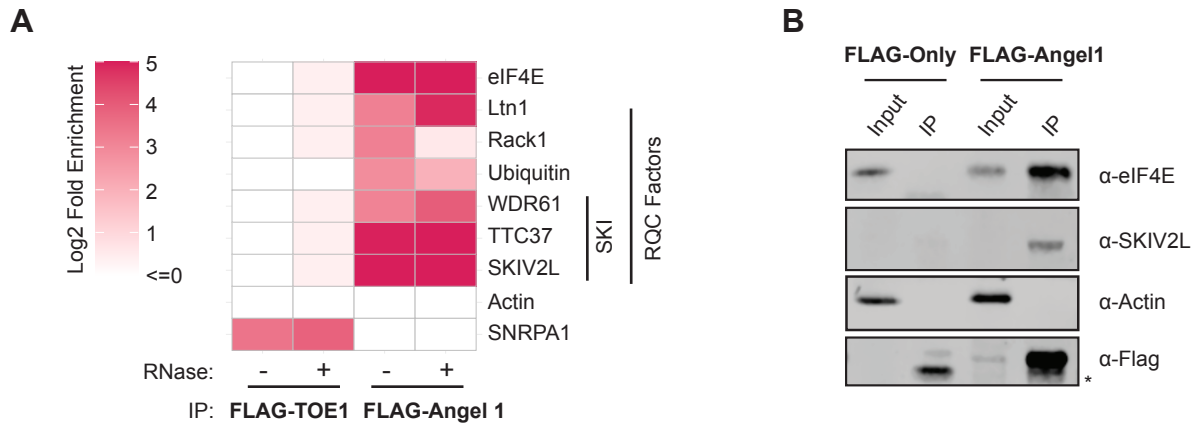 A
Log2 Fold Enrichment
5
4
3
2
1
<=0
eIF4E
Ltn1
Rack1
Ubiquitin
WDR61
TTC37
SKIV2L
Actin
SNRPA1
SKI
RQC Factors
RNase: - + - +
IP: FLAG-TOE1 FLAG-Angel 1
B
FLAG-Only FLAG-Angel1
Input IP Input IP
α-eIF4E
α-SKIV2L
α-Actin
α-Flag
*